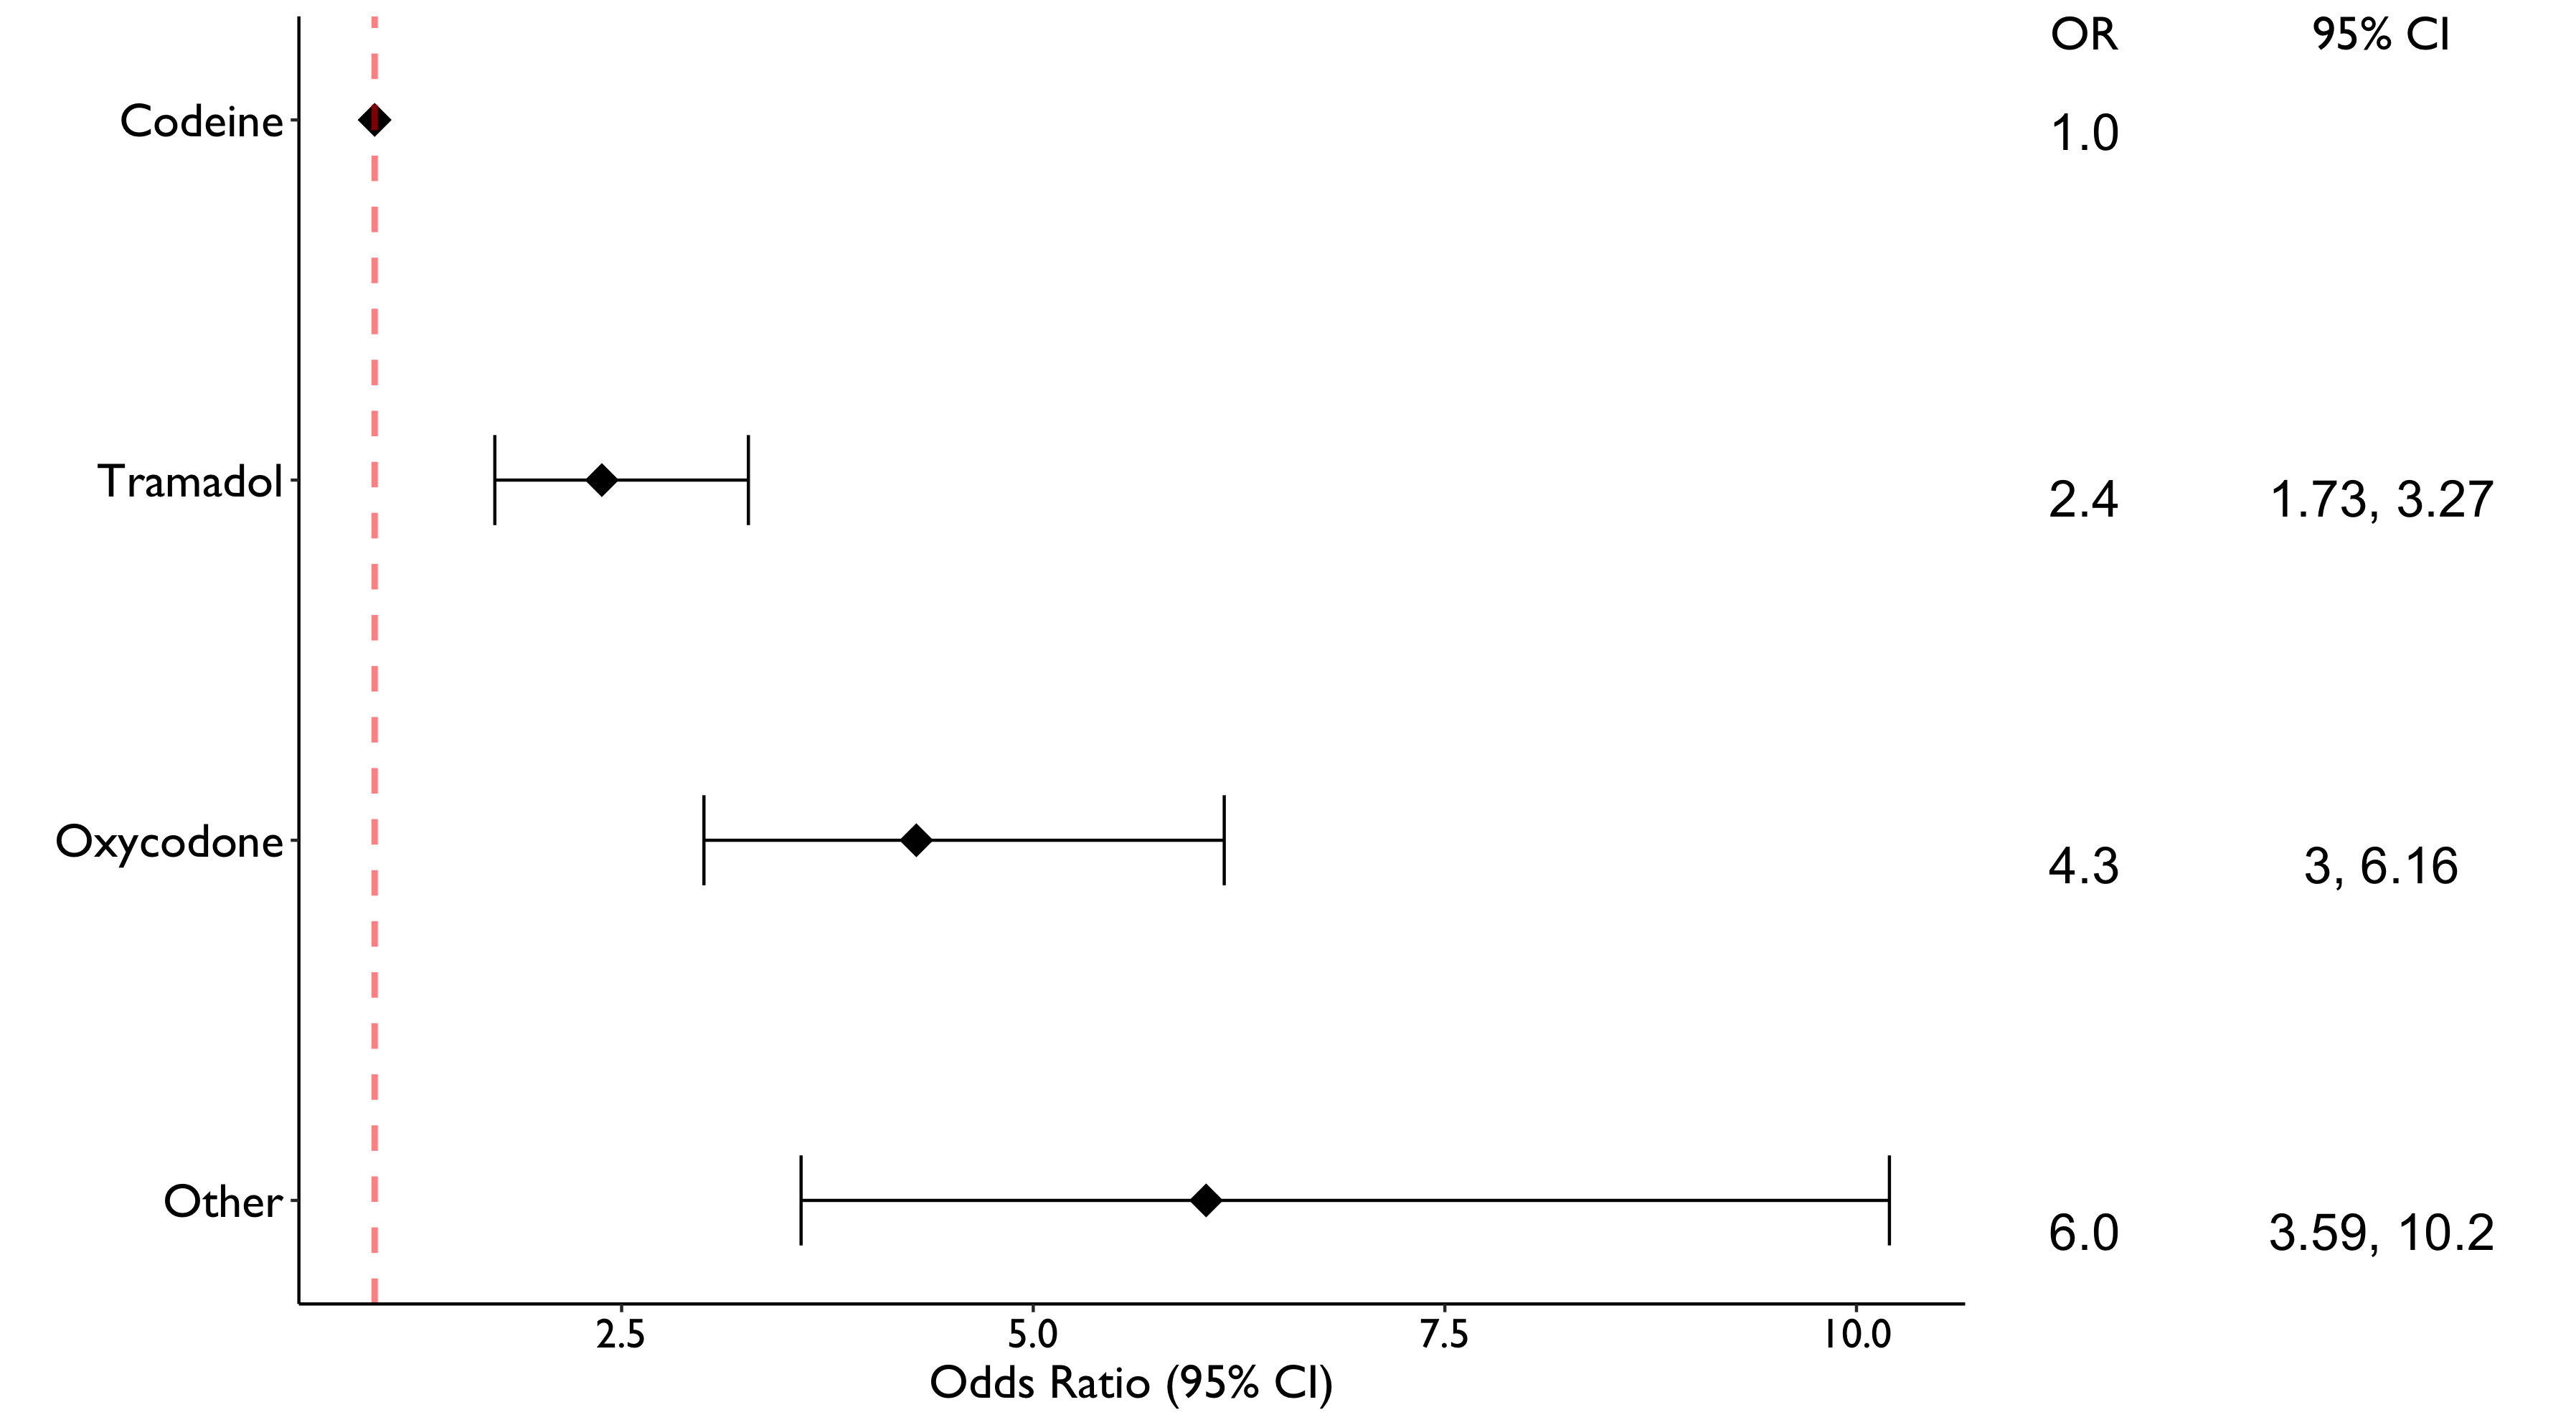 OR 95% CI
Codeine 1.0
Tramadol 2.4 1.73, 3.27
Oxycodone 4.3 3, 6.16
Other 6.0 3.59, 10.2
2.5 5.0 7.5 10.0
Odds Ratio (95% CI)